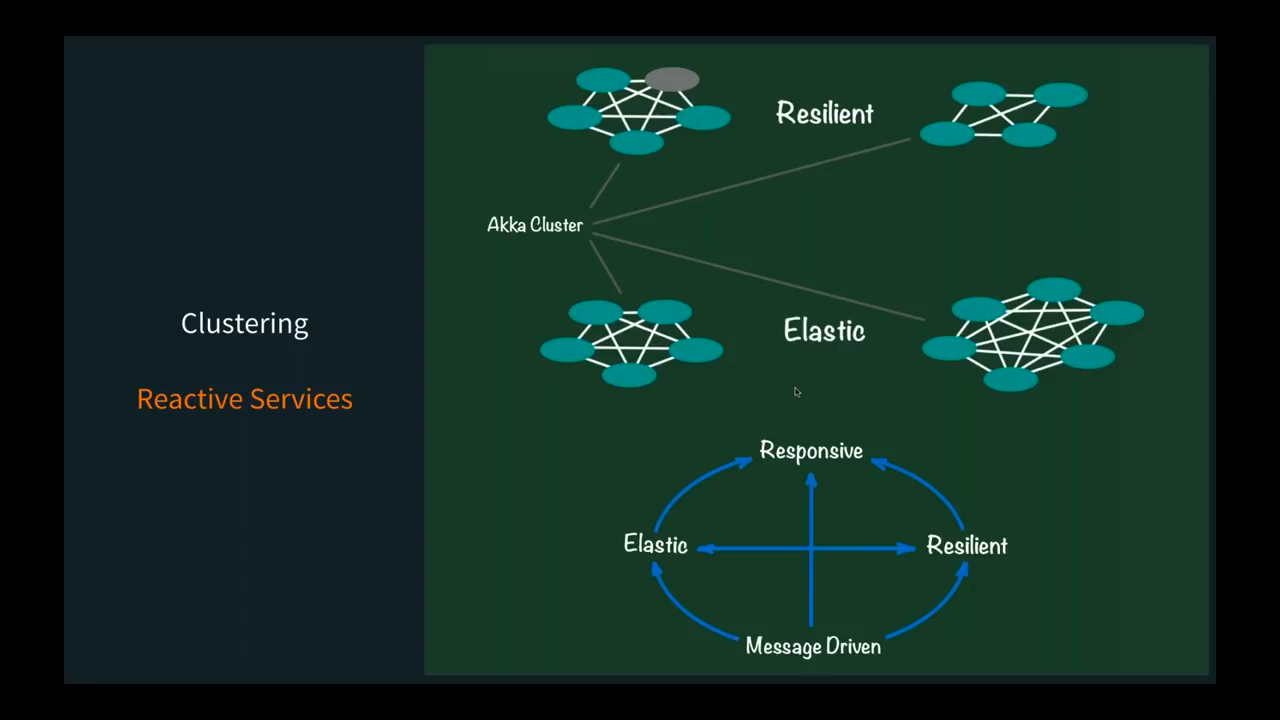 Clustering
Reactive Services
Resilient
Akka Cluster
Elastic
Responsive
Elastic
Resilient
Message Driven